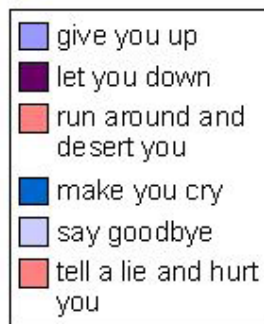 give you up
let you down
run around and
desert you
make you cry
say goodbye
tell a lie and hurt
you